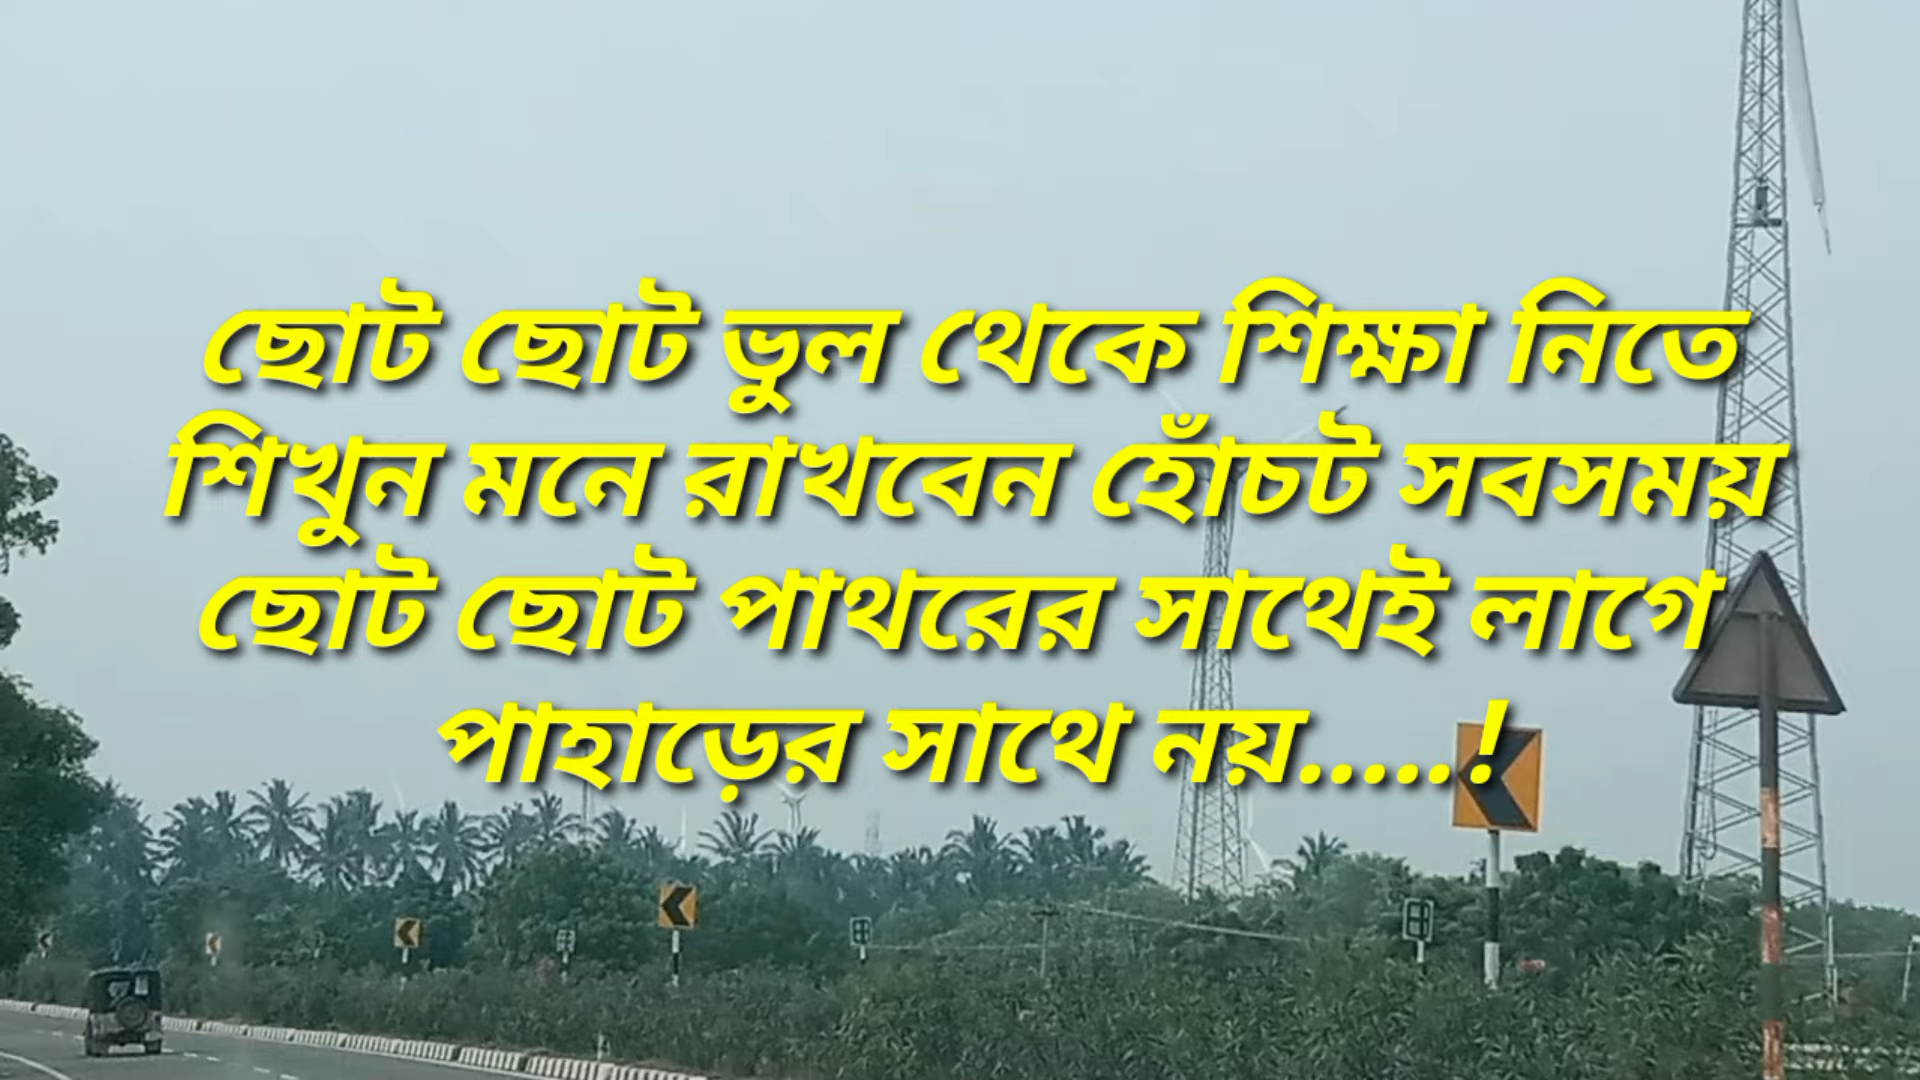 ছোট ছোট ভুল থেকে শিক্ষা নিতে
শিখুন মনে রাখবেন হোঁচট সবসময়
ছোট ছোট পাথরের সাথেই লাগে
পাহাড়ের সাথে নয়.....!